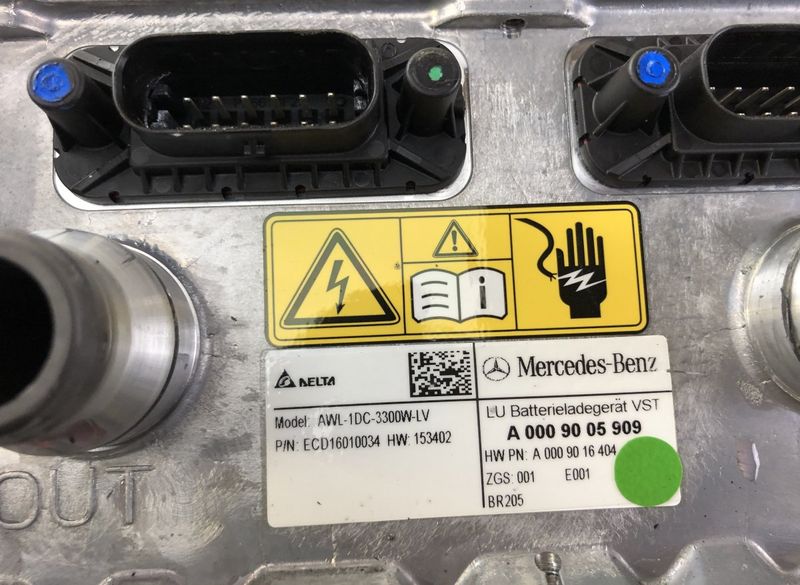 DELTA
Model: AWL-1DC-3300W-LV
P/N: ECD16010034 HW: 153402
Mercedes-Benz
LU Batterieladegerät VST
A 000 90 05 909
HW PN: A 000 90 16 404
ZGS: 001 E001
BR205
OUT